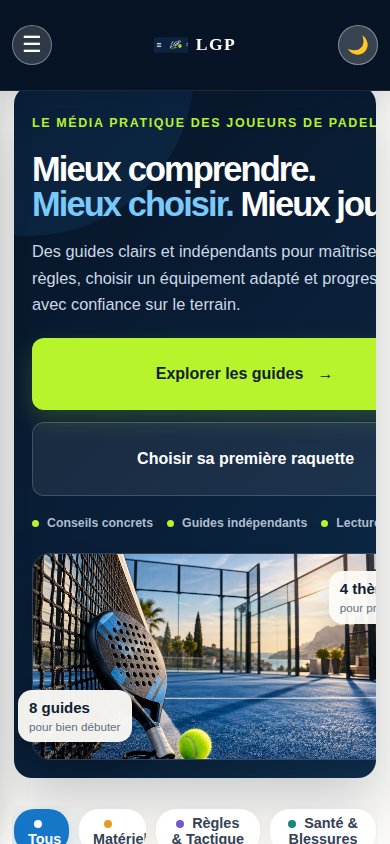 ☰ LGP 🌙
LE MÉDIA PRATIQUE DES JOUEURS DE PADEL
Mieux comprendre.
Mieux choisir. Mieux jou
Des guides clairs et indépendants pour maîtrise
règles, choisir un équipement adapté et progres
avec confiance sur le terrain.
Explorer les guides →
Choisir sa première raquette
Conseils concrets Guides indépendants Lecture
4 thè
pour pr
8 guides
pour bien débuter
Tous
Matériel
Règles
& Tactique
Santé &
Blessures